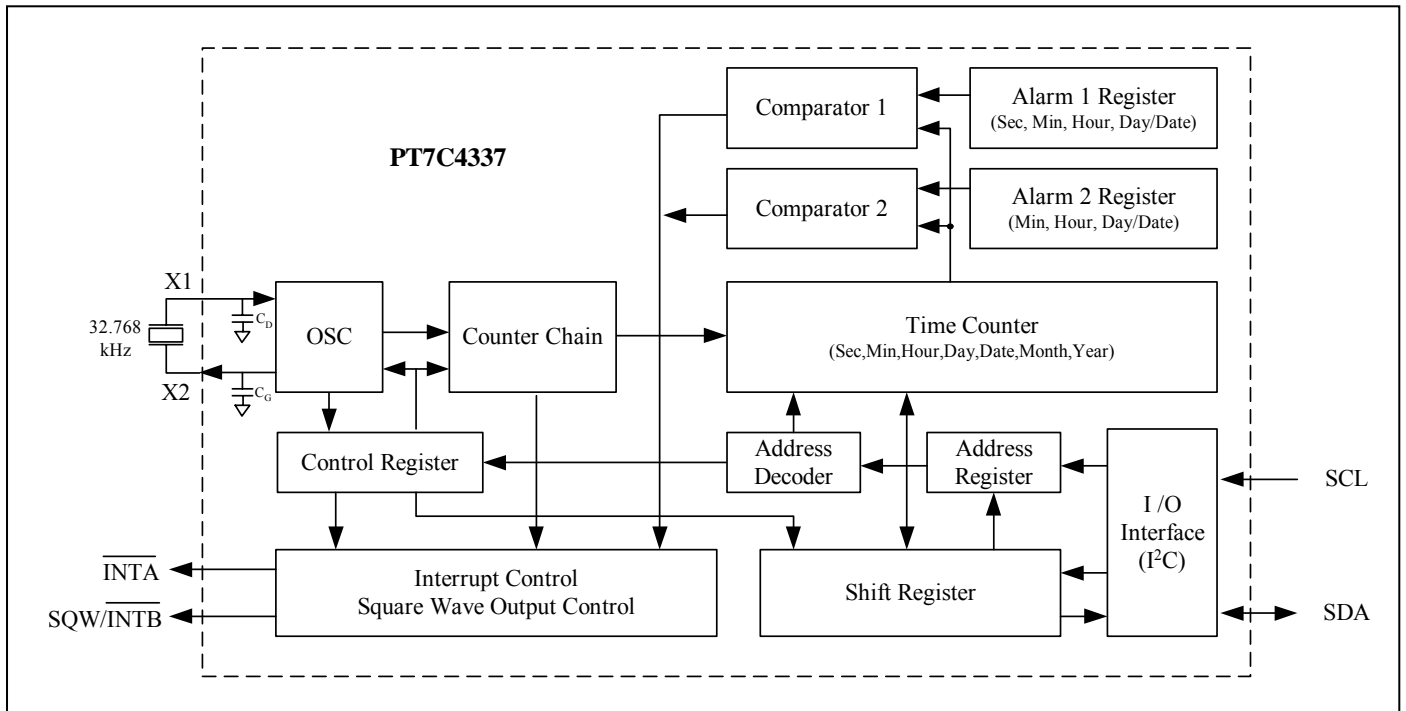 Comparator 1
Alarm 1 Register
(Sec, Min, Hour, Day/Date)
PT7C4337
Comparator 2
Alarm 2 Register
(Min, Hour, Day/Date)
X1
32.768
kHz
X2
C_D
C_G
OSC
Counter Chain
Time Counter
(Sec,Min,Hour,Day,Date,Month,Year)
Control Register
Address
Decoder
Address
Register
I /O
Interface
(I²C)
SCL
SDA
INTA
SQW/INTB
Interrupt Control
Square Wave Output Control
Shift Register